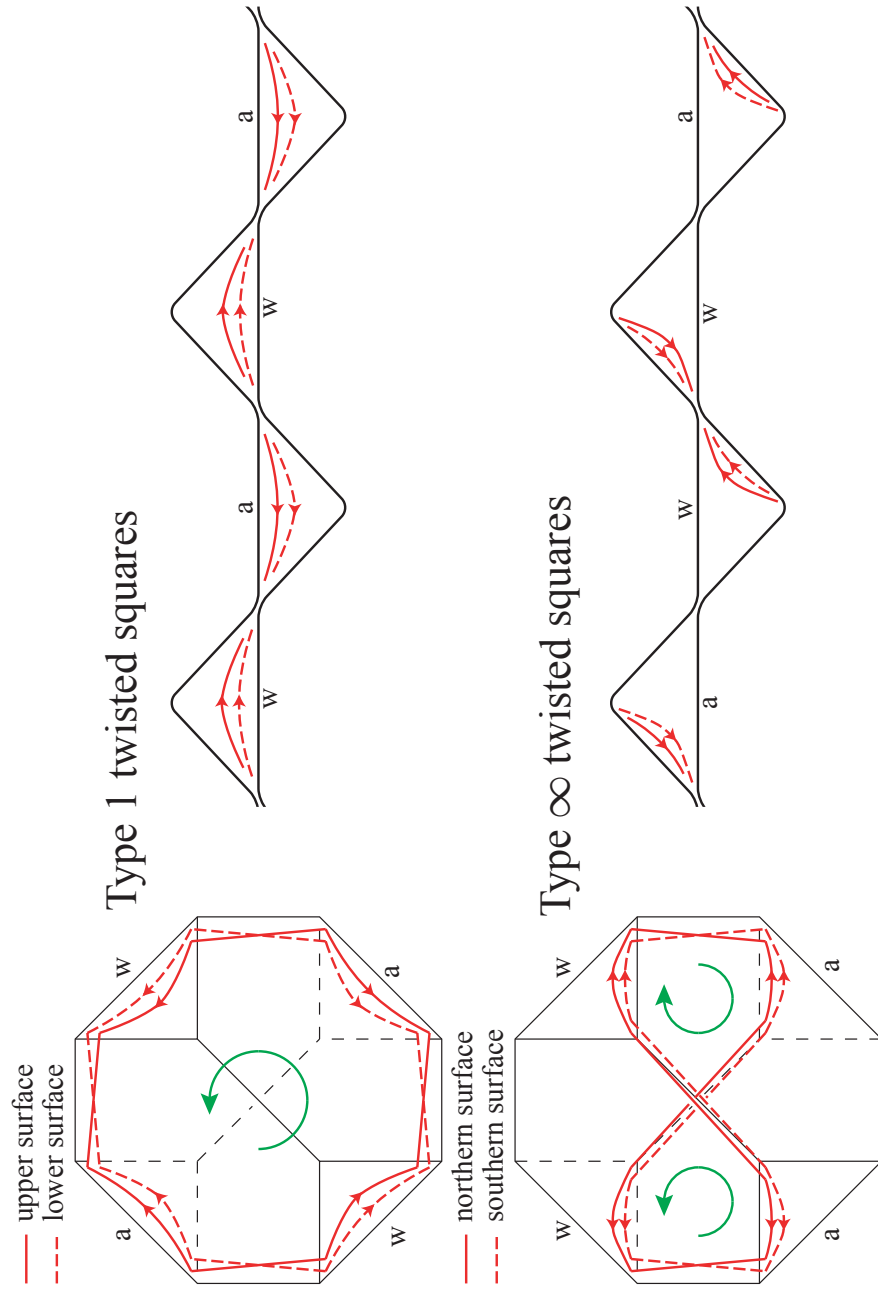 upper surface
lower surface
Type 1 twisted squares
a
w
w
a
w
a
w
a
northern surface
southern surface
Type ∞ twisted squares
w
w
a
w
w
a
a
a